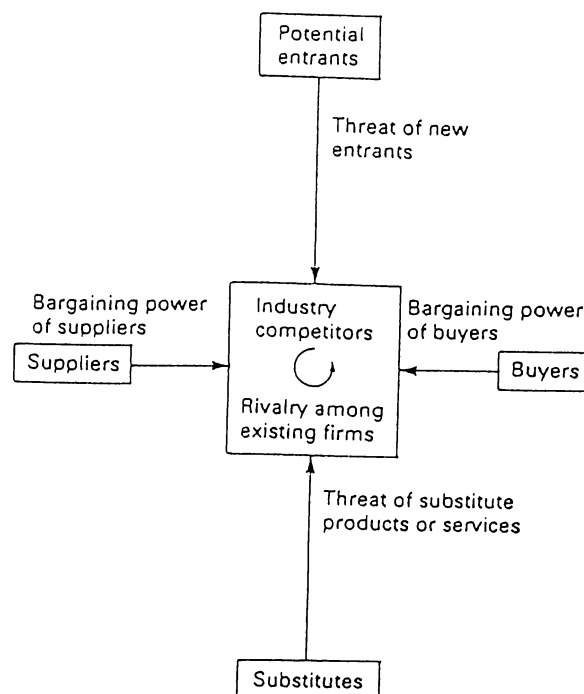 Potential
entrants
Threat of new
entrants
Bargaining power
of suppliers
Suppliers
Industry
competitors
Rivalry among
existing firms
Bargaining power
of buyers
Buyers
Threat of substitute
products or services
Substitutes